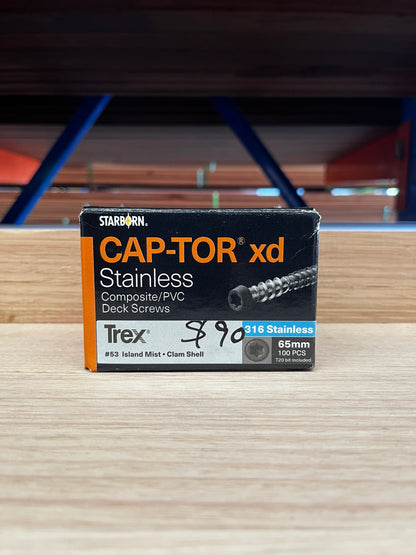 STARBORN®
CAP-TOR® xd
Stainless
Composite/PVC
Deck Screws
Trex®
$90
316 Stainless
#53 Island Mist • Clam Shell
65mm
100 PCS
T20 bit included